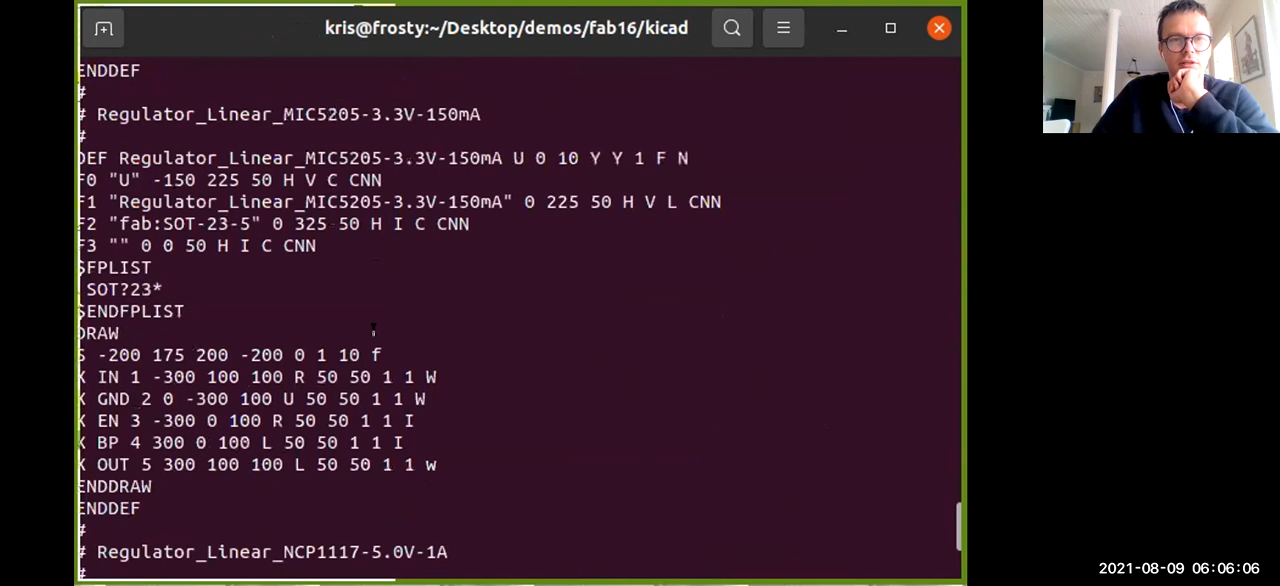 kris@frosty:~/Desktop/demos/fab16/kicad
ENDDEF
#
# Regulator_Linear_MIC5205-3.3V-150mA
#
DEF Regulator_Linear_MIC5205-3.3V-150mA U 0 10 Y Y 1 F N
F0 "U" -150 225 50 H V C CNN
F1 "Regulator_Linear_MIC5205-3.3V-150mA" 0 225 50 H V L CNN
F2 "fab:SOT-23-5" 0 325 50 H I C CNN
F3 "" 0 0 50 H I C CNN
$FPLIST
SOT?23*
$ENDFPLIST
DRAW
S -200 175 200 -200 0 1 10 f
X IN 1 -300 100 100 R 50 50 1 1 W
X GND 2 0 -300 100 U 50 50 1 1 W
X EN 3 -300 0 100 R 50 50 1 1 I
X BP 4 300 0 100 L 50 50 1 1 I
X OUT 5 300 100 100 L 50 50 1 1 w
ENDDRAW
ENDDEF
#
# Regulator_Linear_NCP1117-5.0V-1A
#
2021-08-09 06:06:06